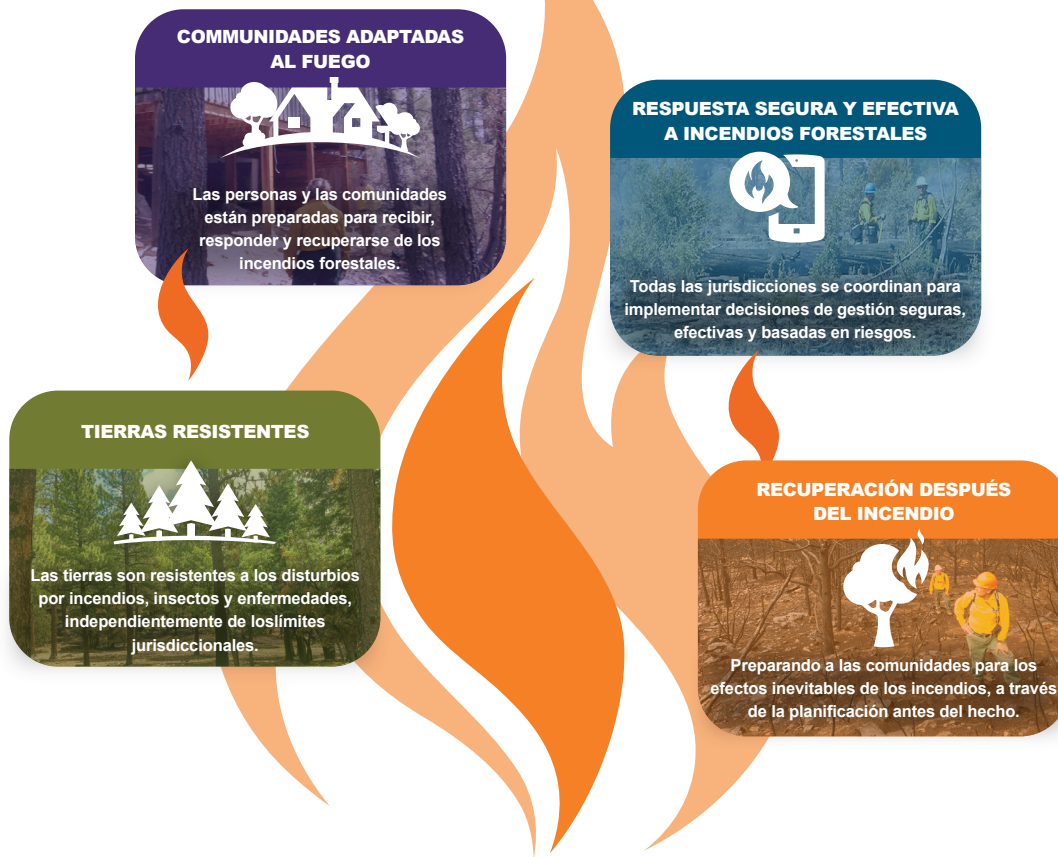 COMMUNIDADES ADAPTADAS
AL FUEGO
Las personas y las comunidades
están preparadas para recibir,
responder y recuperarse de los
incendios forestales.
RESPUESTA SEGURA Y EFECTIVA
A INCENDIOS FORESTALES
Todas las jurisdicciones se coordinan para
implementar decisiones de gestión seguras,
efectivas y basadas en riesgos.
TIERRAS RESISTENTES
Las tierras son resistentes a los disturbios
por incendios, insectos y enfermedades,
independientemente de loslímites
jurisdiccionales.
RECUPERACIÓN DESPUÉS
DEL INCENDIO
Preparando a las comunidades para los
efectos inevitables de los incendios, a través
de la planificación antes del hecho.